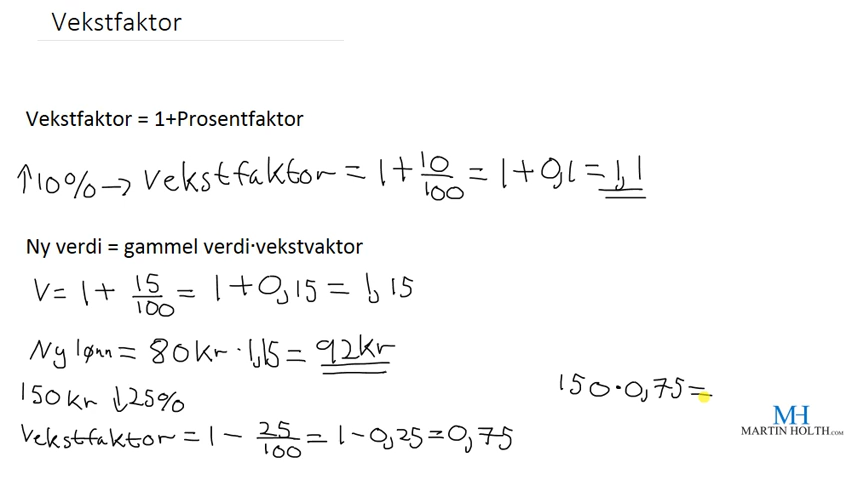 Vekstfaktor
Vekstfaktor = 1+Prosentfaktor
↑10% → Vekstfaktor = 1 + 10/100 = 1 + 0,1 = 1,1
Ny verdi = gammel verdi·vekstvaktor
V = 1 + 15/100 = 1 + 0,15 = 1,15
Ny lønn = 80kr · 1,15 = 92kr
150kr ↓25%
150 · 0,75 =
Vekstfaktor = 1 - 25/100 = 1 - 0,25 = 0,75
MH
MARTIN HOLTH.COM